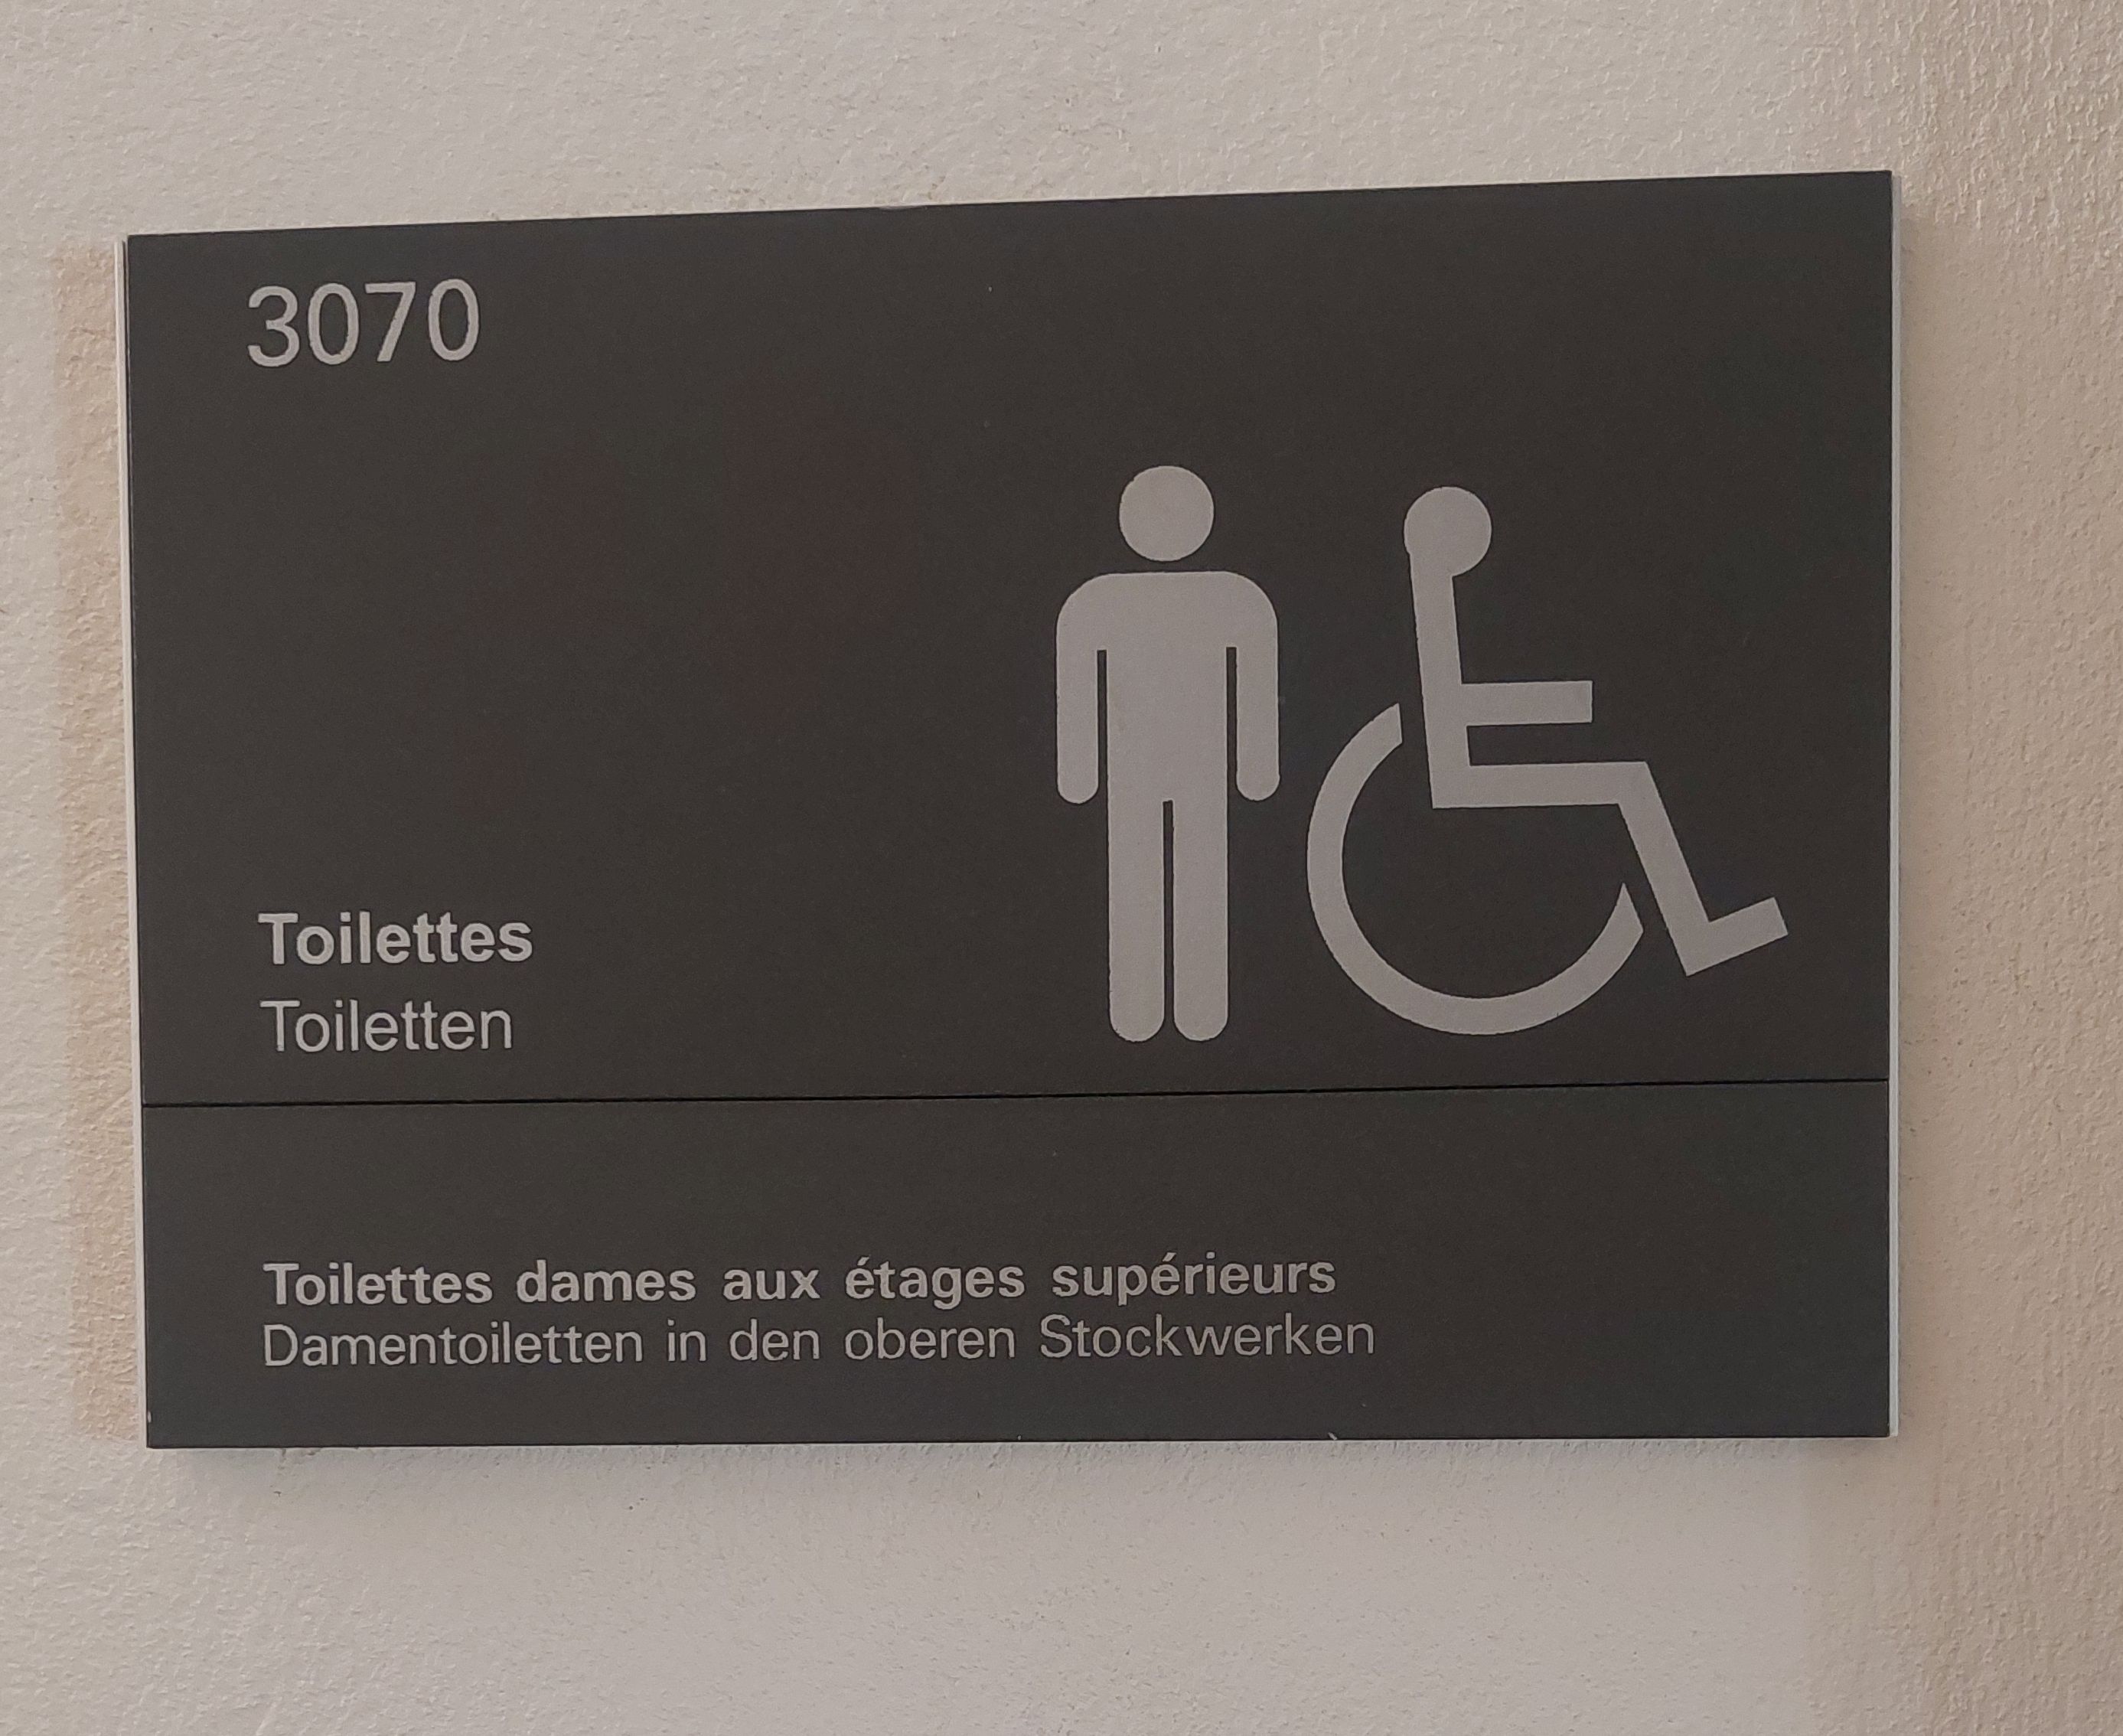 3070
Toilettes
Toiletten
Toilettes dames aux étages supérieurs
Damentoiletten in den oberen Stockwerken